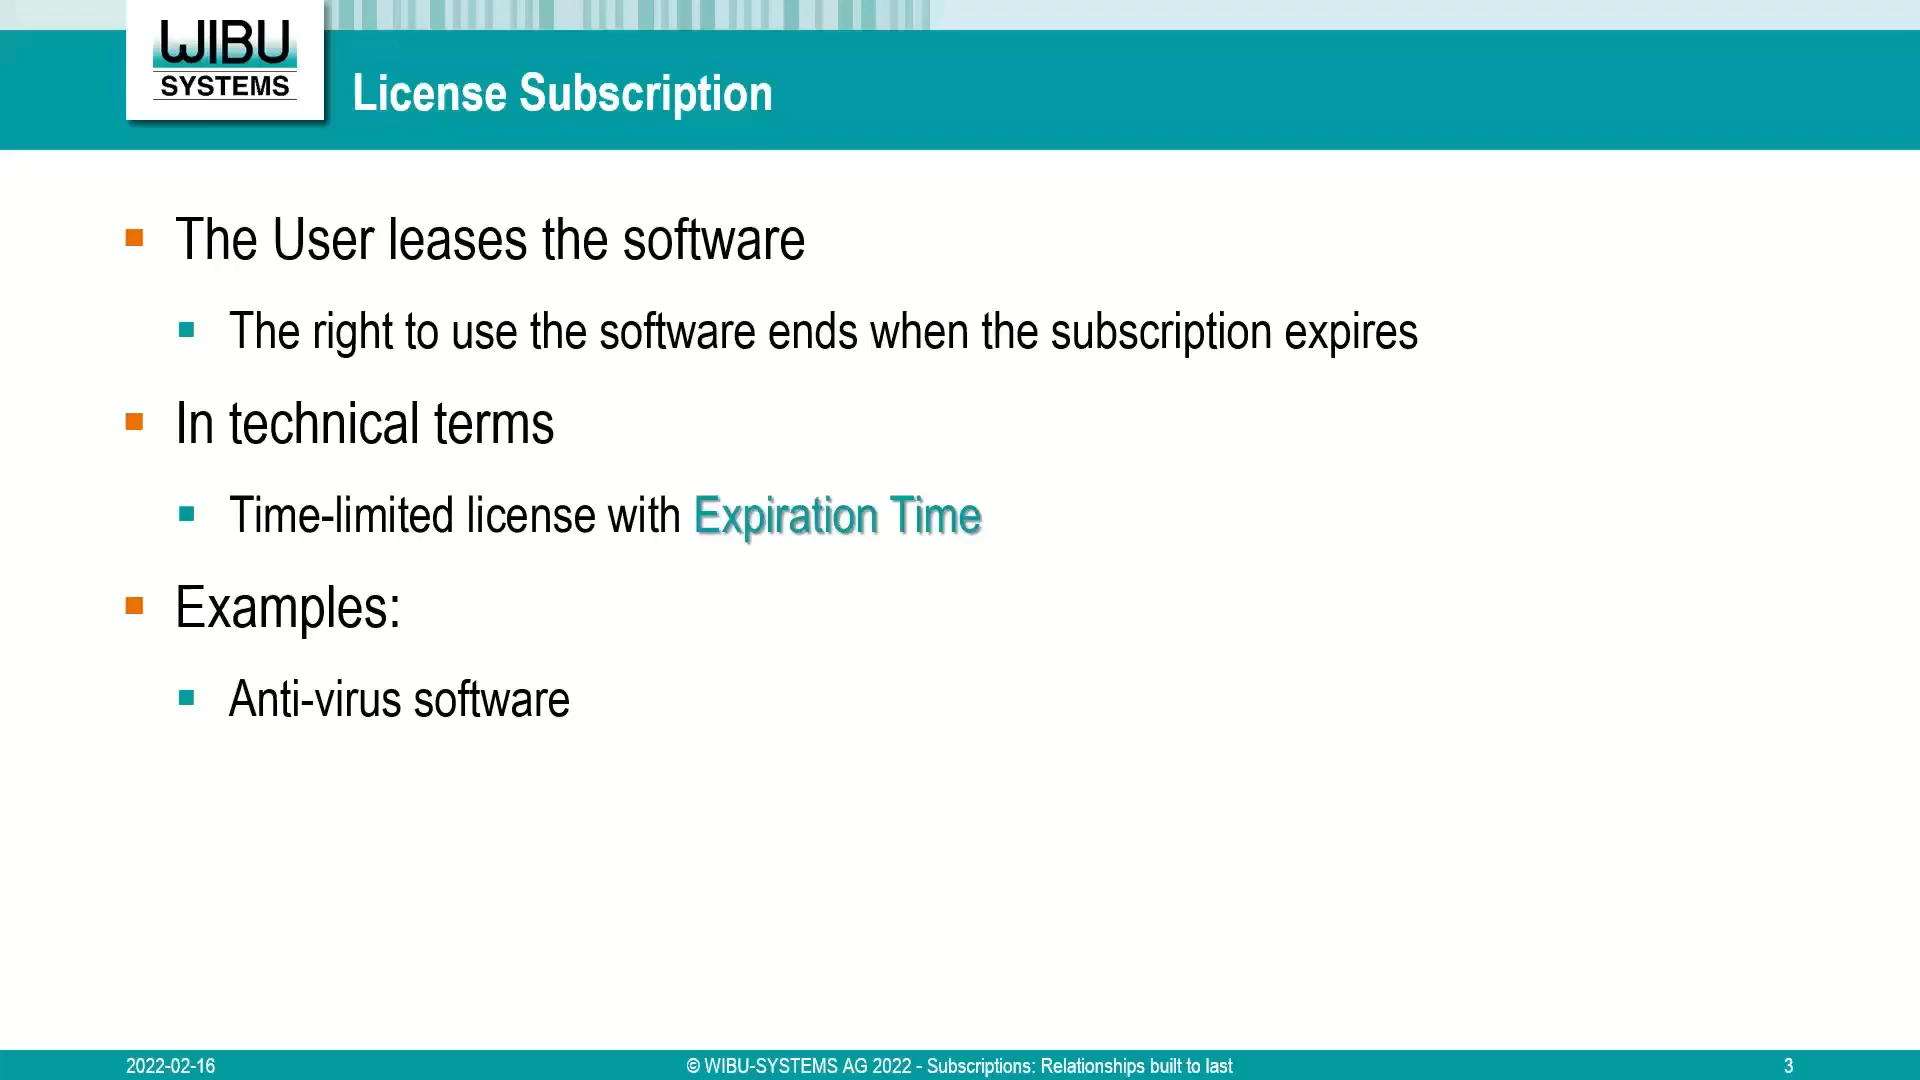 WIBU
SYSTEMS
License Subscription
The User leases the software
The right to use the software ends when the subscription expires
In technical terms
Time-limited license with Expiration Time
Examples:
Anti-virus software
2022-02-16
© WIBU-SYSTEMS AG 2022 - Subscriptions: Relationships built to last
3